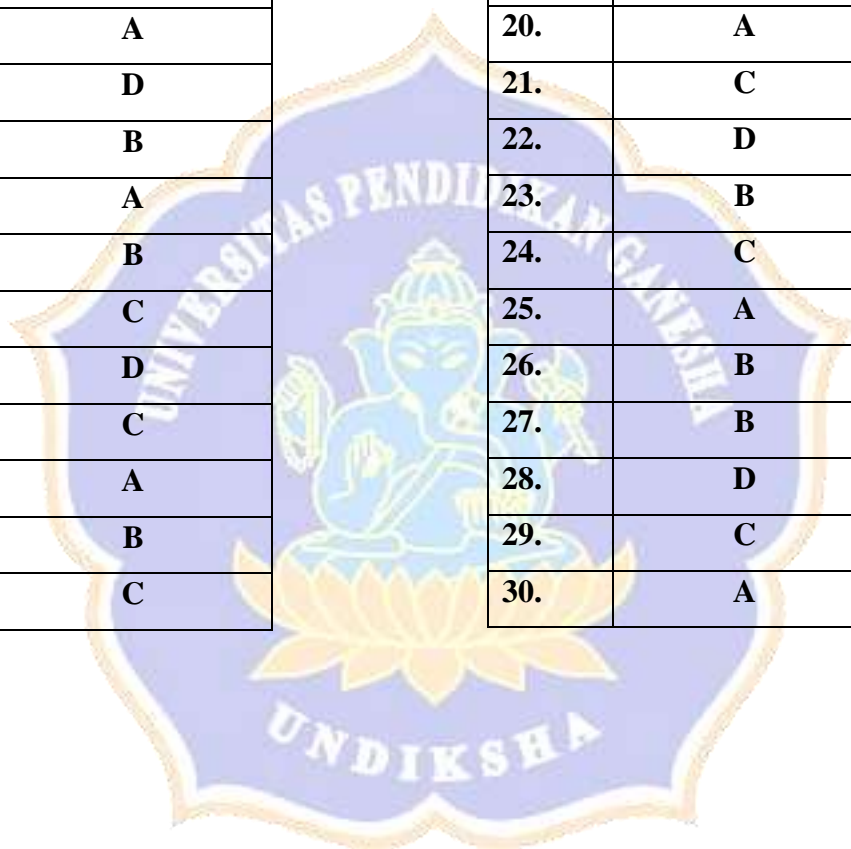 A
D
B
A
B
C
D
C
A
B
C
20. A
21. C
22. D
23. B
24. C
25. A
26. B
27. B
28. D
29. C
30. A
UNIVERSITAS PENDIDIKAN GANESHA
UNDIKSHA